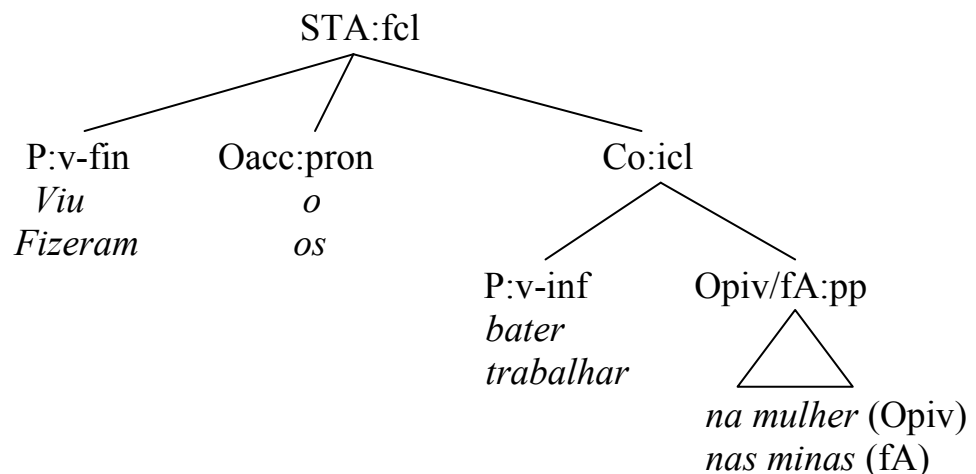 STA:fcl
P:v-fin Oacc:pron Co:icl
Viu o
Fizeram os
P:v-inf Opiv/fA:pp
bater
trabalhar
na mulher (Opiv)
nas minas (fA)